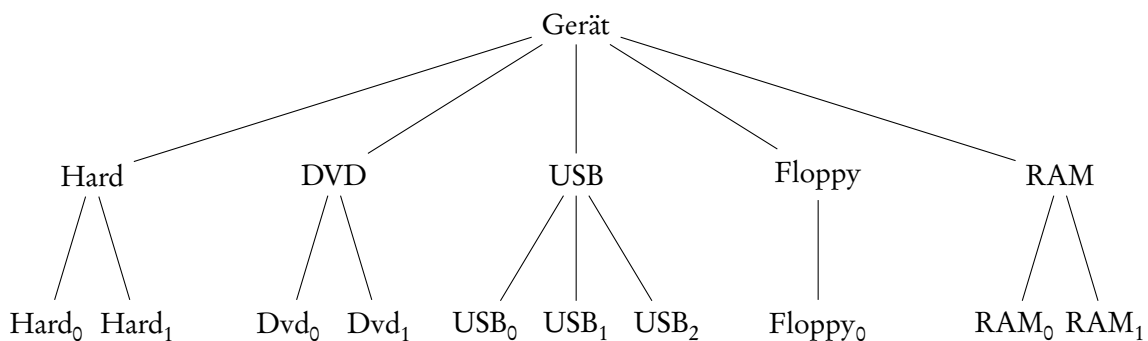 Gerät
Hard DVD USB Floppy RAM
Hard₀ Hard₁ Dvd₀ Dvd₁ USB₀ USB₁ USB₂ Floppy₀ RAM₀ RAM₁